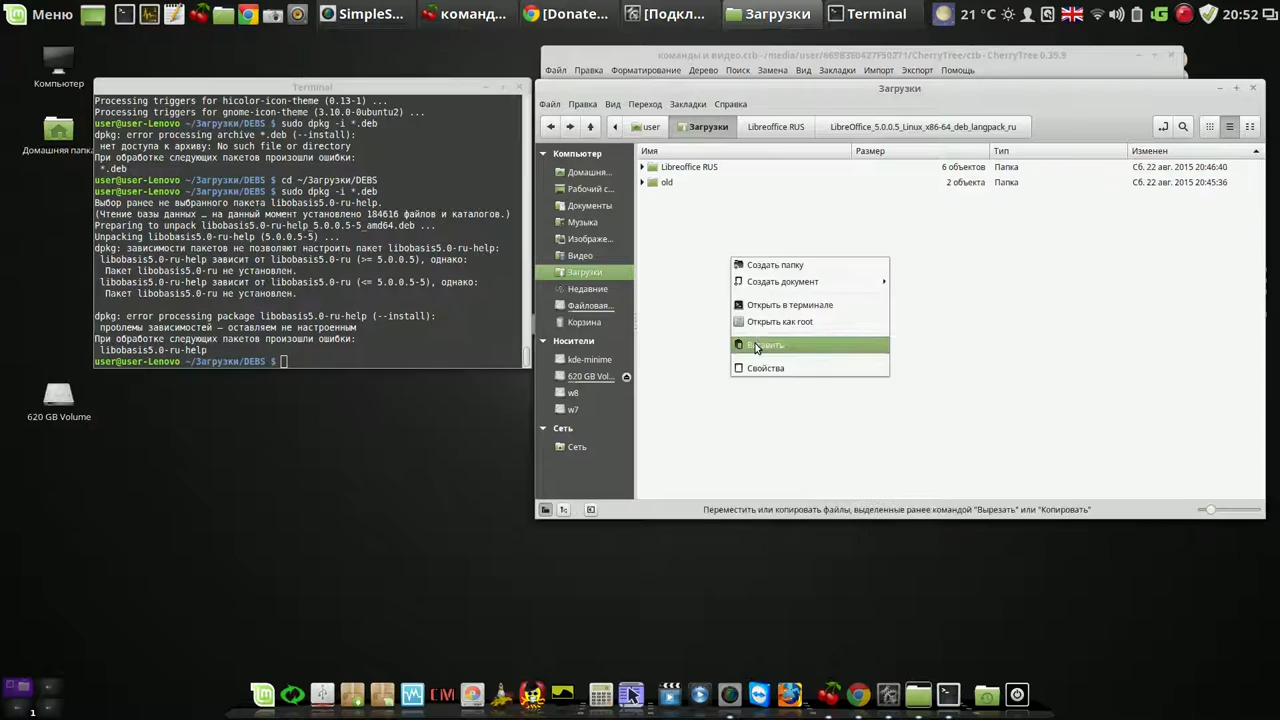 Меню
SimpleS...
команд...
[Donate...
[Подкл...
Загрузки
Terminal
21 °C
20:52
Компьютер
Домашняя папка
620 GB Volume
Terminal
Processing triggers for hicolor-icon-theme (0.13-1) ...
Processing triggers for gnome-icon-theme (3.10.0-0ubuntu2) ...
user@user-Lenovo ~/Загрузки/DEBS $ sudo dpkg -i *.deb
dpkg: error processing archive *.deb (--install):
нет доступа к архиву: No such file or directory
При обработке следующих пакетов произошли ошибки:
*.deb
user@user-Lenovo ~/Загрузки/DEBS $ cd ~/Загрузки/DEBS
user@user-Lenovo ~/Загрузки/DEBS $ sudo dpkg -i *.deb
Выбор ранее не выбранного пакета libobasis5.0-ru-help.
(Чтение базы данных … на данный момент установлено 184616 файлов и каталогов.)
Preparing to unpack libobasis5.0-ru-help_5.0.0.5-5_amd64.deb ...
Unpacking libobasis5.0-ru-help (5.0.0.5-5) ...
dpkg: зависимости пакетов не позволяют настроить пакет libobasis5.0-ru-help:
libobasis5.0-ru-help зависит от libobasis5.0-ru (>= 5.0.0.5), однако:
Пакет libobasis5.0-ru не установлен.
libobasis5.0-ru-help зависит от libobasis5.0-ru (<= 5.0.0.5-5), однако:
Пакет libobasis5.0-ru не установлен.
dpkg: error processing package libobasis5.0-ru-help (--install):
проблемы зависимостей — оставляем не настроенным
При обработке следующих пакетов произошли ошибки:
libobasis5.0-ru-help
user@user-Lenovo ~/Загрузки/DEBS $
Файл Правка Форматирование Дерево Поиск Замена Вид Закладки Импорт Экспорт Помощь
Загрузки
Файл Правка Вид Переход Закладки Справка
user
Загрузки
Libreoffice RUS
LibreOffice_5.0.0.5_Linux_x86-64_deb_langpack_ru
Компьютер
Домашня...
Рабочий с...
Документы
Музыка
Изображе...
Видео
Загрузки
Недавние
Файловая...
Корзина
Носители
kde-minime
620 GB Vol...
w8
w7
Сеть
Сеть
Имя Размер Тип Изменен
Libreoffice RUS 6 объектов Папка Сб. 22 авг. 2015 20:46:40
old 2 объекта Папка Сб. 22 авг. 2015 20:45:36
Создать папку
Создать документ
Открыть в терминале
Открыть как root
Вставить
Свойства
Переместить или копировать файлы, выделенные ранее командой "Вырезать" или "Копировать"
1